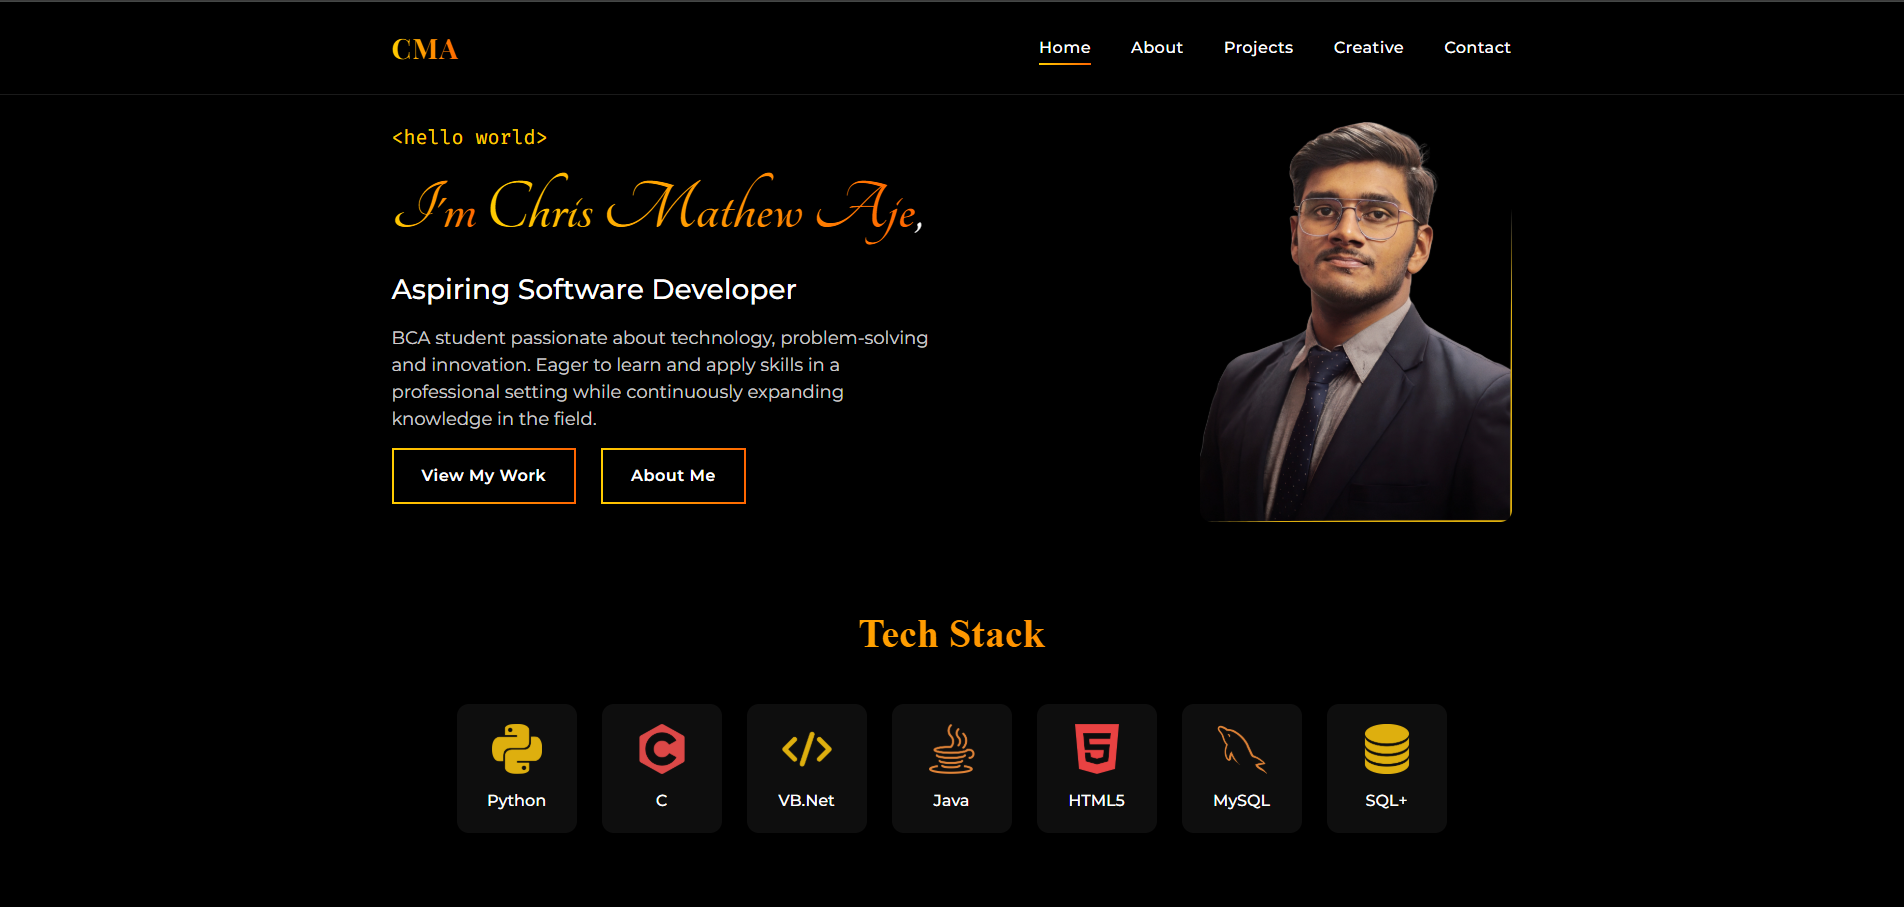 CMA
Home About Projects Creative Contact
<hello world>
I'm Chris Mathew Aje,
Aspiring Software Developer
BCA student passionate about technology, problem-solving
and innovation. Eager to learn and apply skills in a
professional setting while continuously expanding
knowledge in the field.
View My Work About Me
Tech Stack
Python C VB.Net Java HTML5 MySQL SQL+